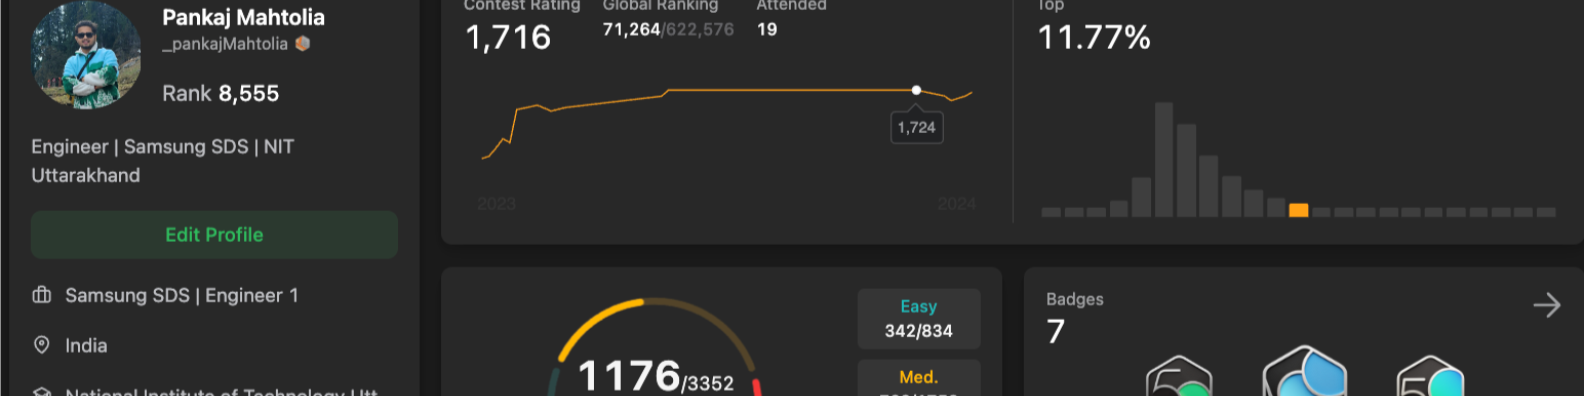 Pankaj Mahtolia
_pankajMahtolia
Rank 8,555
Engineer | Samsung SDS | NIT
Uttarakhand
Edit Profile
Samsung SDS | Engineer 1
India
National Institute of Technology Utt
Contest Rating
1,716
Global Ranking
71,264/622,576
Attended
19
1,724
2023
2024
Top
11.77%
1176/3352
Easy
342/834
Med.
Badges
7